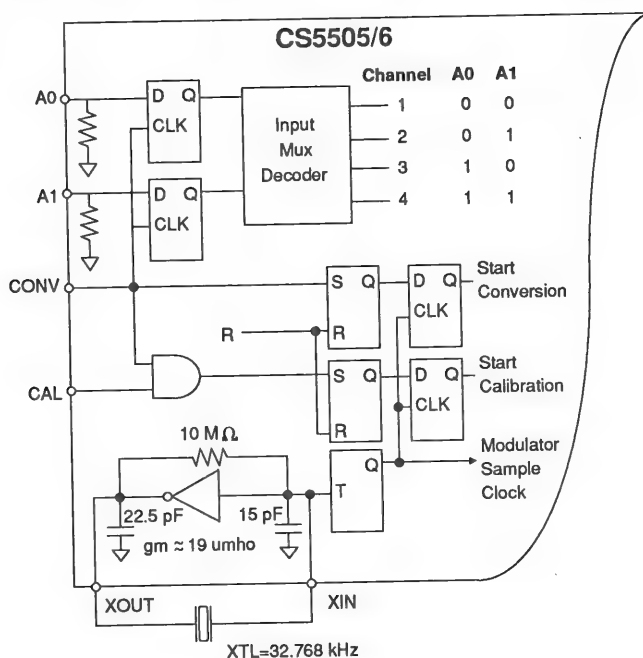 CS5505/6
Channel A0 A1
1 0 0
2 0 1
3 1 0
4 1 1
A0
D Q
CLK
Input
Mux
Decoder
A1
D Q
CLK
CONV
S Q
R
D Q
CLK
Start
Conversion
R
CAL
S Q
R
D Q
CLK
Start
Calibration
10 MΩ
T
Q
Modulator
Sample
Clock
22.5 pF
15 pF
gm ≈ 19 umho
XOUT
XIN
XTL=32.768 kHz